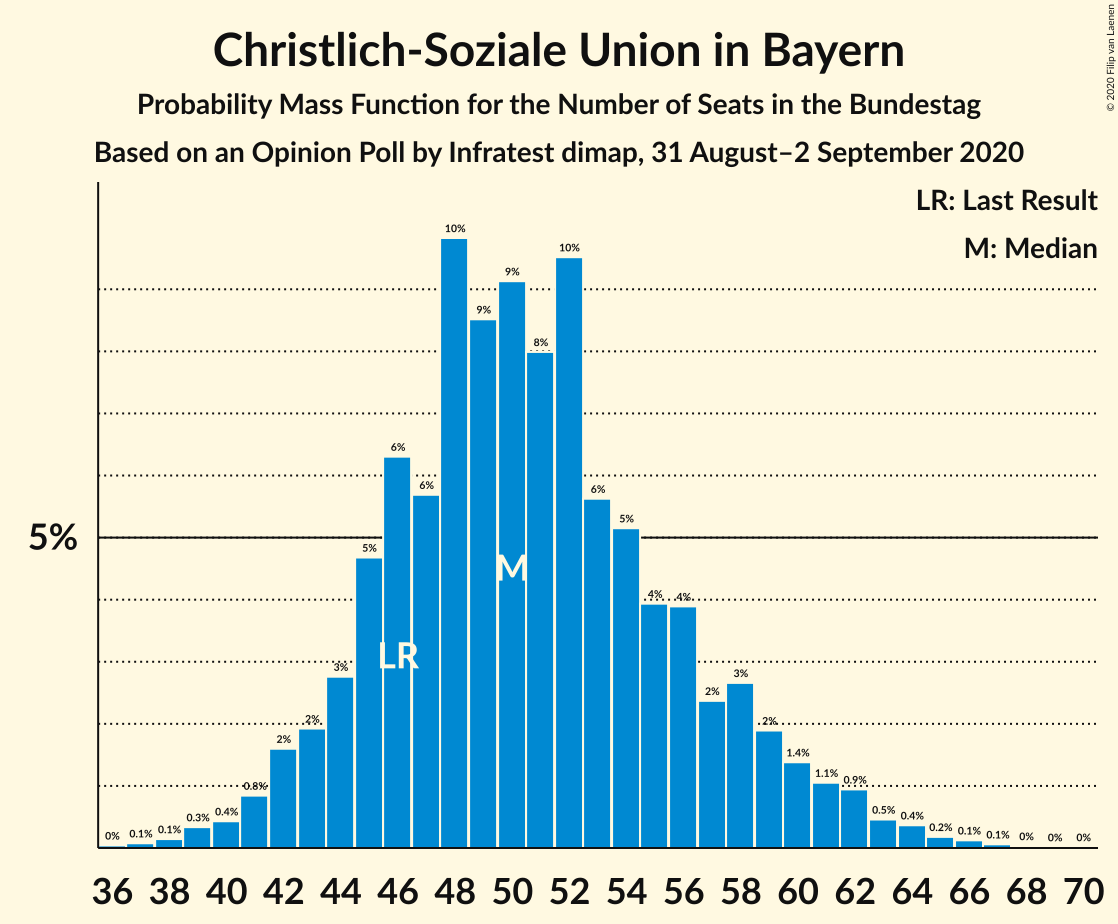 Christlich-Soziale Union in Bayern
Probability Mass Function for the Number of Seats in the Bundestag
Based on an Opinion Poll by Infratest dimap, 31 August–2 September 2020
© 2020 Filip van Laenen
LR: Last Result
M: Median
5%
0% 0.1% 0.1% 0.3% 0.4% 0.8% 2% 2% 3% 5% 6% 6% 10% 9% 9% 8% 10% 6% 5% 4% 4% 2% 3% 2% 1.4% 1.1% 0.9% 0.5% 0.4% 0.2% 0.1% 0.1% 0% 0% 0%
LR
M
36 38 40 42 44 46 48 50 52 54 56 58 60 62 64 66 68 70